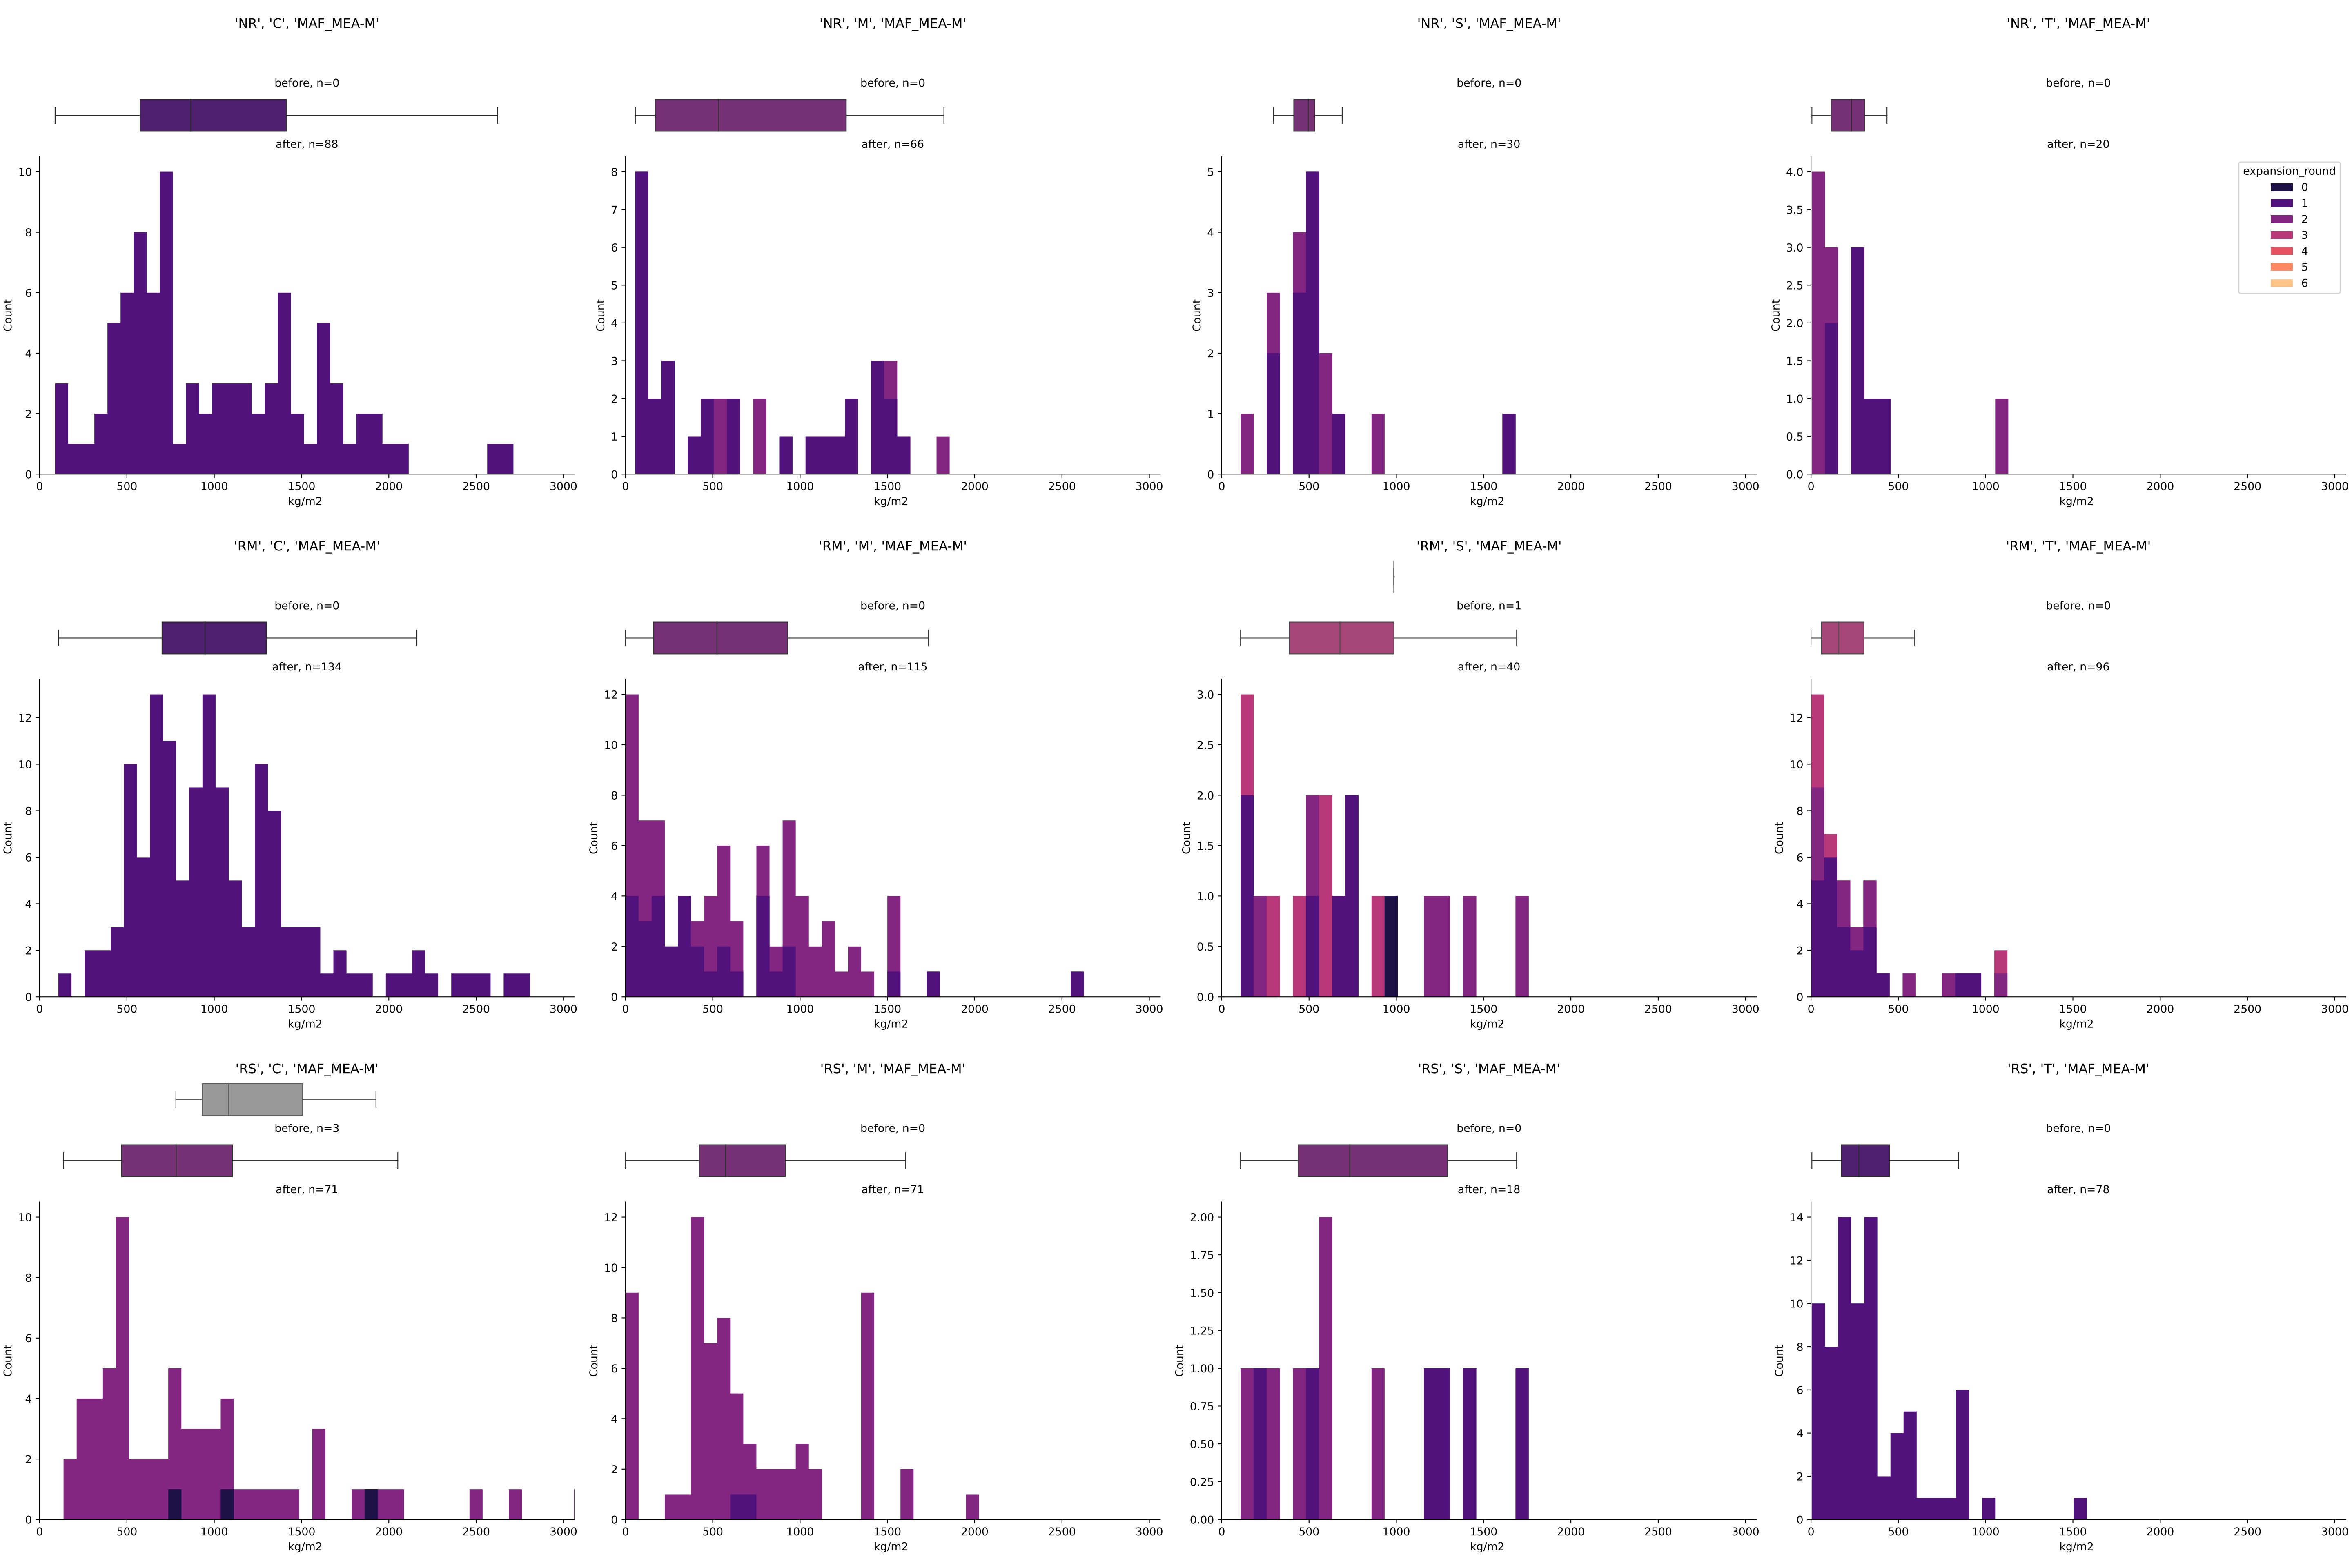 'NR', 'C', 'MAF_MEA-M'
before, n=0
after, n=88
10
8
6
4
2
0
Count
0 500 1000 1500 2000 2500 3000
kg/m2
'NR', 'M', 'MAF_MEA-M'
before, n=0
after, n=66
8
7
6
5
4
3
2
1
0
Count
0 500 1000 1500 2000 2500 3000
kg/m2
'NR', 'S', 'MAF_MEA-M'
before, n=0
after, n=30
5
4
3
2
1
0
Count
0 500 1000 1500 2000 2500 3000
kg/m2
'NR', 'T', 'MAF_MEA-M'
before, n=0
after, n=20
4.0
3.5
3.0
2.5
2.0
1.5
1.0
0.5
0.0
Count
0 500 1000 1500 2000 2500 3000
kg/m2
expansion_round
0
1
2
3
4
5
6
'RM', 'C', 'MAF_MEA-M'
before, n=0
after, n=134
12
10
8
6
4
2
0
Count
0 500 1000 1500 2000 2500 3000
kg/m2
'RM', 'M', 'MAF_MEA-M'
before, n=0
after, n=115
12
10
8
6
4
2
0
Count
0 500 1000 1500 2000 2500 3000
kg/m2
'RM', 'S', 'MAF_MEA-M'
before, n=1
after, n=40
3.0
2.5
2.0
1.5
1.0
0.5
0.0
Count
0 500 1000 1500 2000 2500 3000
kg/m2
'RM', 'T', 'MAF_MEA-M'
before, n=0
after, n=96
12
10
8
6
4
2
0
Count
0 500 1000 1500 2000 2500 3000
kg/m2
'RS', 'C', 'MAF_MEA-M'
before, n=3
after, n=71
10
8
6
4
2
0
Count
0 500 1000 1500 2000 2500 3000
kg/m2
'RS', 'M', 'MAF_MEA-M'
before, n=0
after, n=71
12
10
8
6
4
2
0
Count
0 500 1000 1500 2000 2500 3000
kg/m2
'RS', 'S', 'MAF_MEA-M'
before, n=0
after, n=18
2.00
1.75
1.50
1.25
1.00
0.75
0.50
0.25
0.00
Count
0 500 1000 1500 2000 2500 3000
kg/m2
'RS', 'T', 'MAF_MEA-M'
before, n=0
after, n=78
14
12
10
8
6
4
2
0
Count
0 500 1000 1500 2000 2500 3000
kg/m2